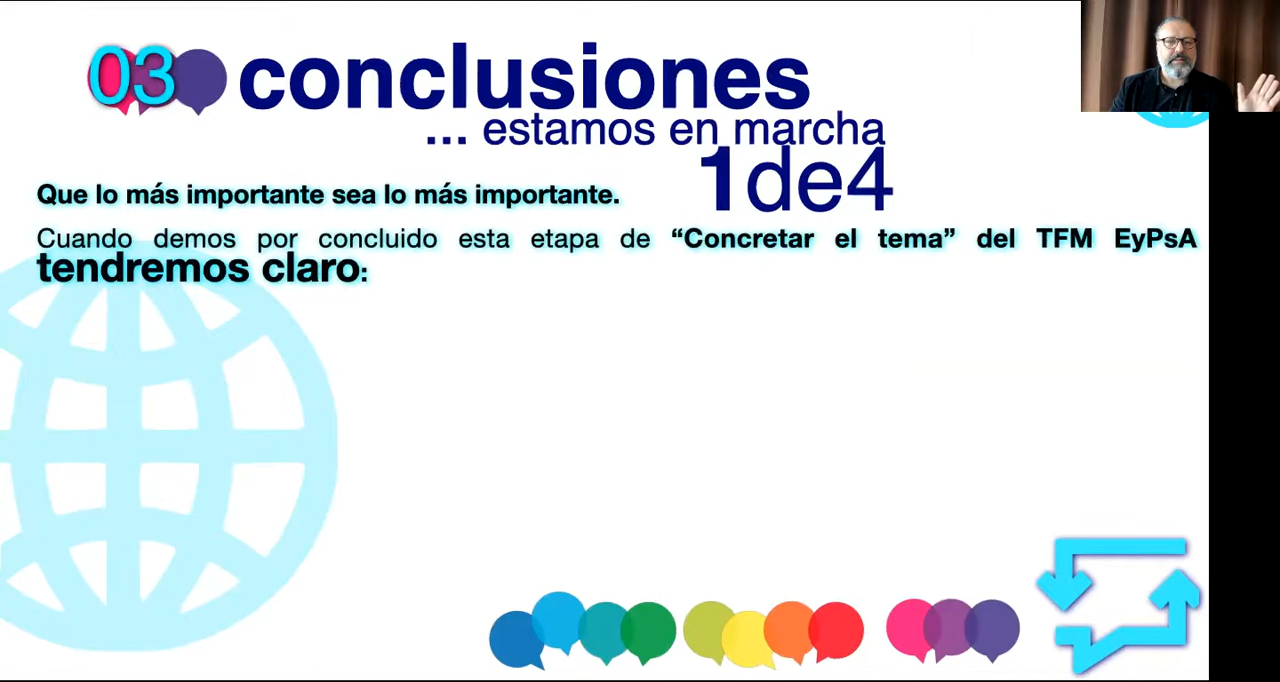 03 conclusiones
... estamos en marcha
1de4
Que lo más importante sea lo más importante.
Cuando demos por concluido esta etapa de “Concretar el tema” del TFM EyPsA
tendremos claro: